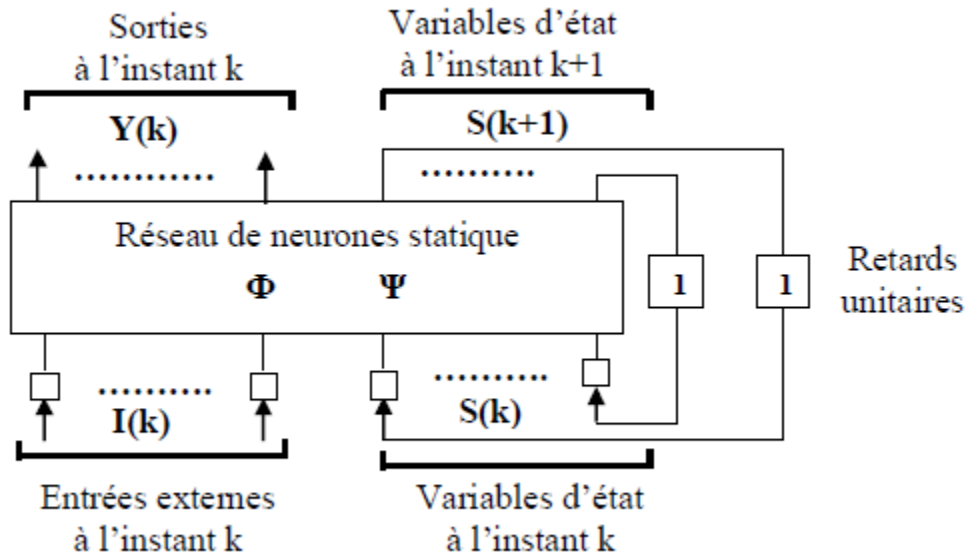 Sorties
à l'instant k
Variables d'état
à l'instant k+1
Y(k)
S(k+1)
............
..........
Réseau de neurones statique
Φ Ψ
1 1
Retards
unitaires
.......... ..........
I(k) S(k)
Entrées externes
à l'instant k
Variables d'état
à l'instant k